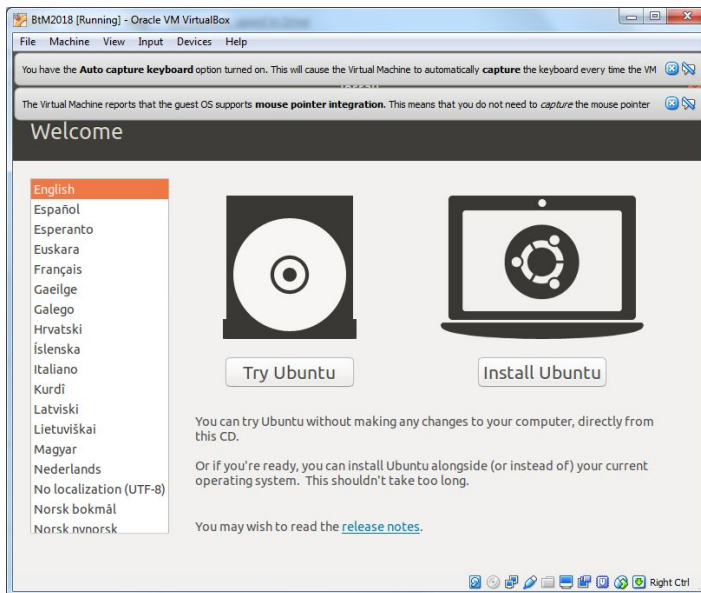 BtM2018 [Running] - Oracle VM VirtualBox
File Machine View Input Devices Help
You have the Auto capture keyboard option turned on. This will cause the Virtual Machine to automatically capture the keyboard every time the VM
The Virtual Machine reports that the guest OS supports mouse pointer integration. This means that you do not need to capture the mouse pointer
Welcome
English
Español
Esperanto
Euskara
Français
Gaeilge
Galego
Hrvatski
Íslenska
Italiano
Kurdî
Latviski
Lietuviškai
Magyar
Nederlands
No localization (UTF-8)
Norsk bokmål
Norsk nynorsk
Try Ubuntu
Install Ubuntu
You can try Ubuntu without making any changes to your computer, directly from
this CD.
Or if you're ready, you can install Ubuntu alongside (or instead of) your current
operating system. This shouldn't take too long.
You may wish to read the release notes.
Right Ctrl